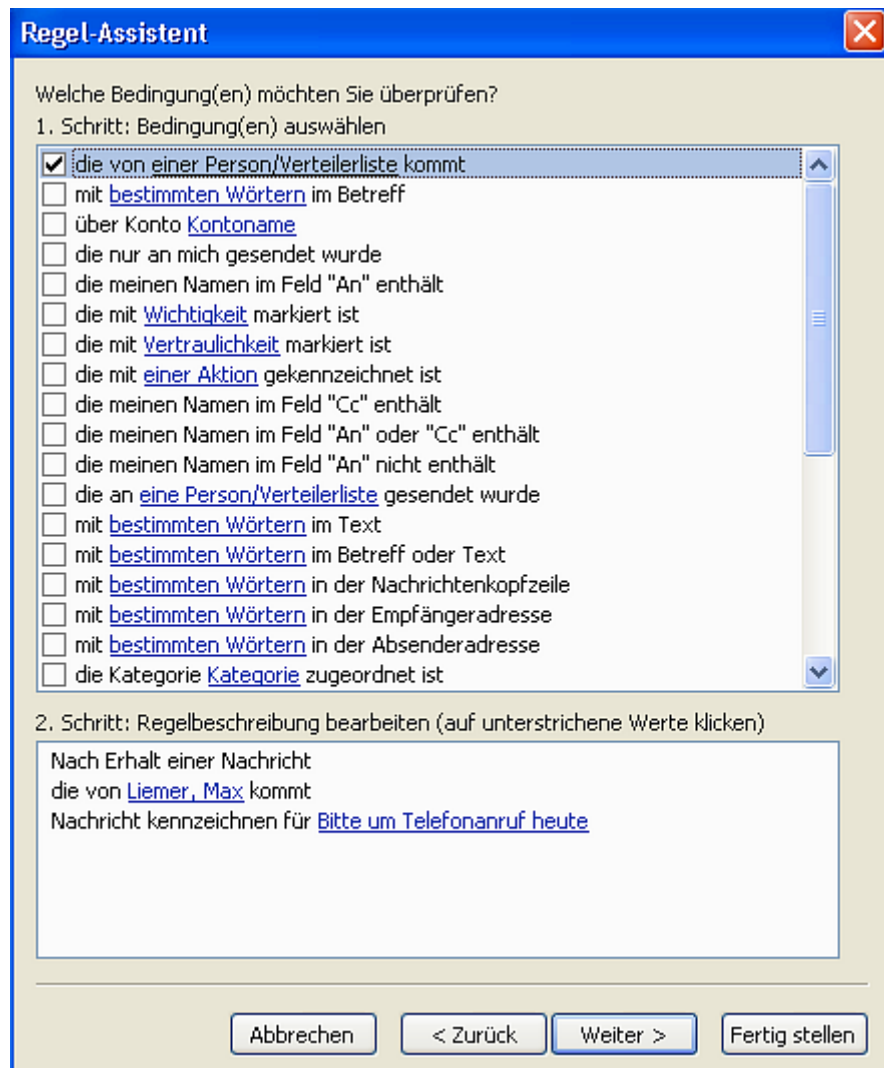 Regel-Assistent
Welche Bedingung(en) möchten Sie überprüfen?
1. Schritt: Bedingung(en) auswählen
die von einer Person/Verteilerliste kommt
mit bestimmten Wörtern im Betreff
über Konto Kontoname
die nur an mich gesendet wurde
die meinen Namen im Feld "An" enthält
die mit Wichtigkeit markiert ist
die mit Vertraulichkeit markiert ist
die mit einer Aktion gekennzeichnet ist
die meinen Namen im Feld "Cc" enthält
die meinen Namen im Feld "An" oder "Cc" enthält
die meinen Namen im Feld "An" nicht enthält
die an eine Person/Verteilerliste gesendet wurde
mit bestimmten Wörtern im Text
mit bestimmten Wörtern im Betreff oder Text
mit bestimmten Wörtern in der Nachrichtenkopfzeile
mit bestimmten Wörtern in der Empfängeradresse
mit bestimmten Wörtern in der Absenderadresse
die Kategorie Kategorie zugeordnet ist
2. Schritt: Regelbeschreibung bearbeiten (auf unterstrichene Werte klicken)
Nach Erhalt einer Nachricht
die von Liemer, Max kommt
Nachricht kennzeichnen für Bitte um Telefonanruf heute
Abbrechen < Zurück Weiter > Fertig stellen